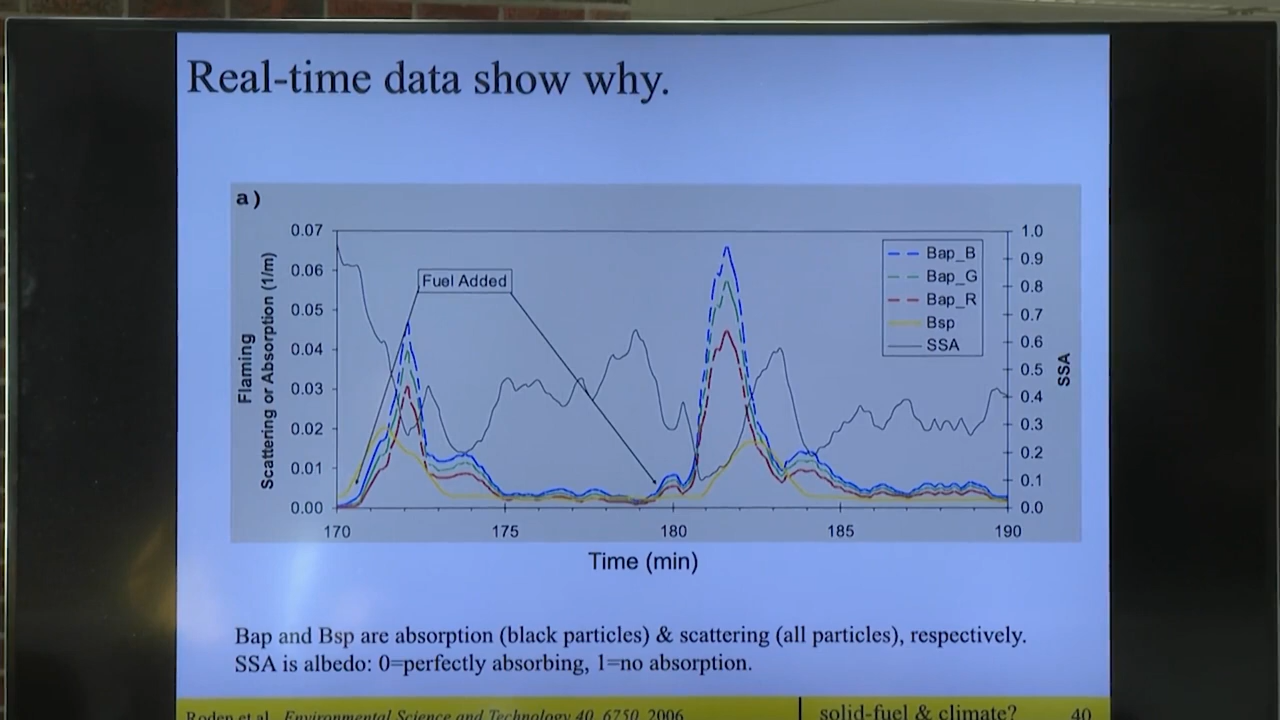 Real-time data show why.
a)
0.07
0.06
0.05
0.04
0.03
0.02
0.01
0.00
Flaming
Scattering or Absorption (1/m)
Fuel Added
Bap_B
Bap_G
Bap_R
Bsp
SSA
1.0
0.9
0.8
0.7
0.6
0.5
0.4
0.3
0.2
0.1
0.0
SSA
170 175 180 185 190
Time (min)
Bap and Bsp are absorption (black particles) & scattering (all particles), respectively.
SSA is albedo: 0=perfectly absorbing, 1=no absorption.
Roden et al., Environmental Science and Technology 40, 6750, 2006
solid-fuel & climate? 40